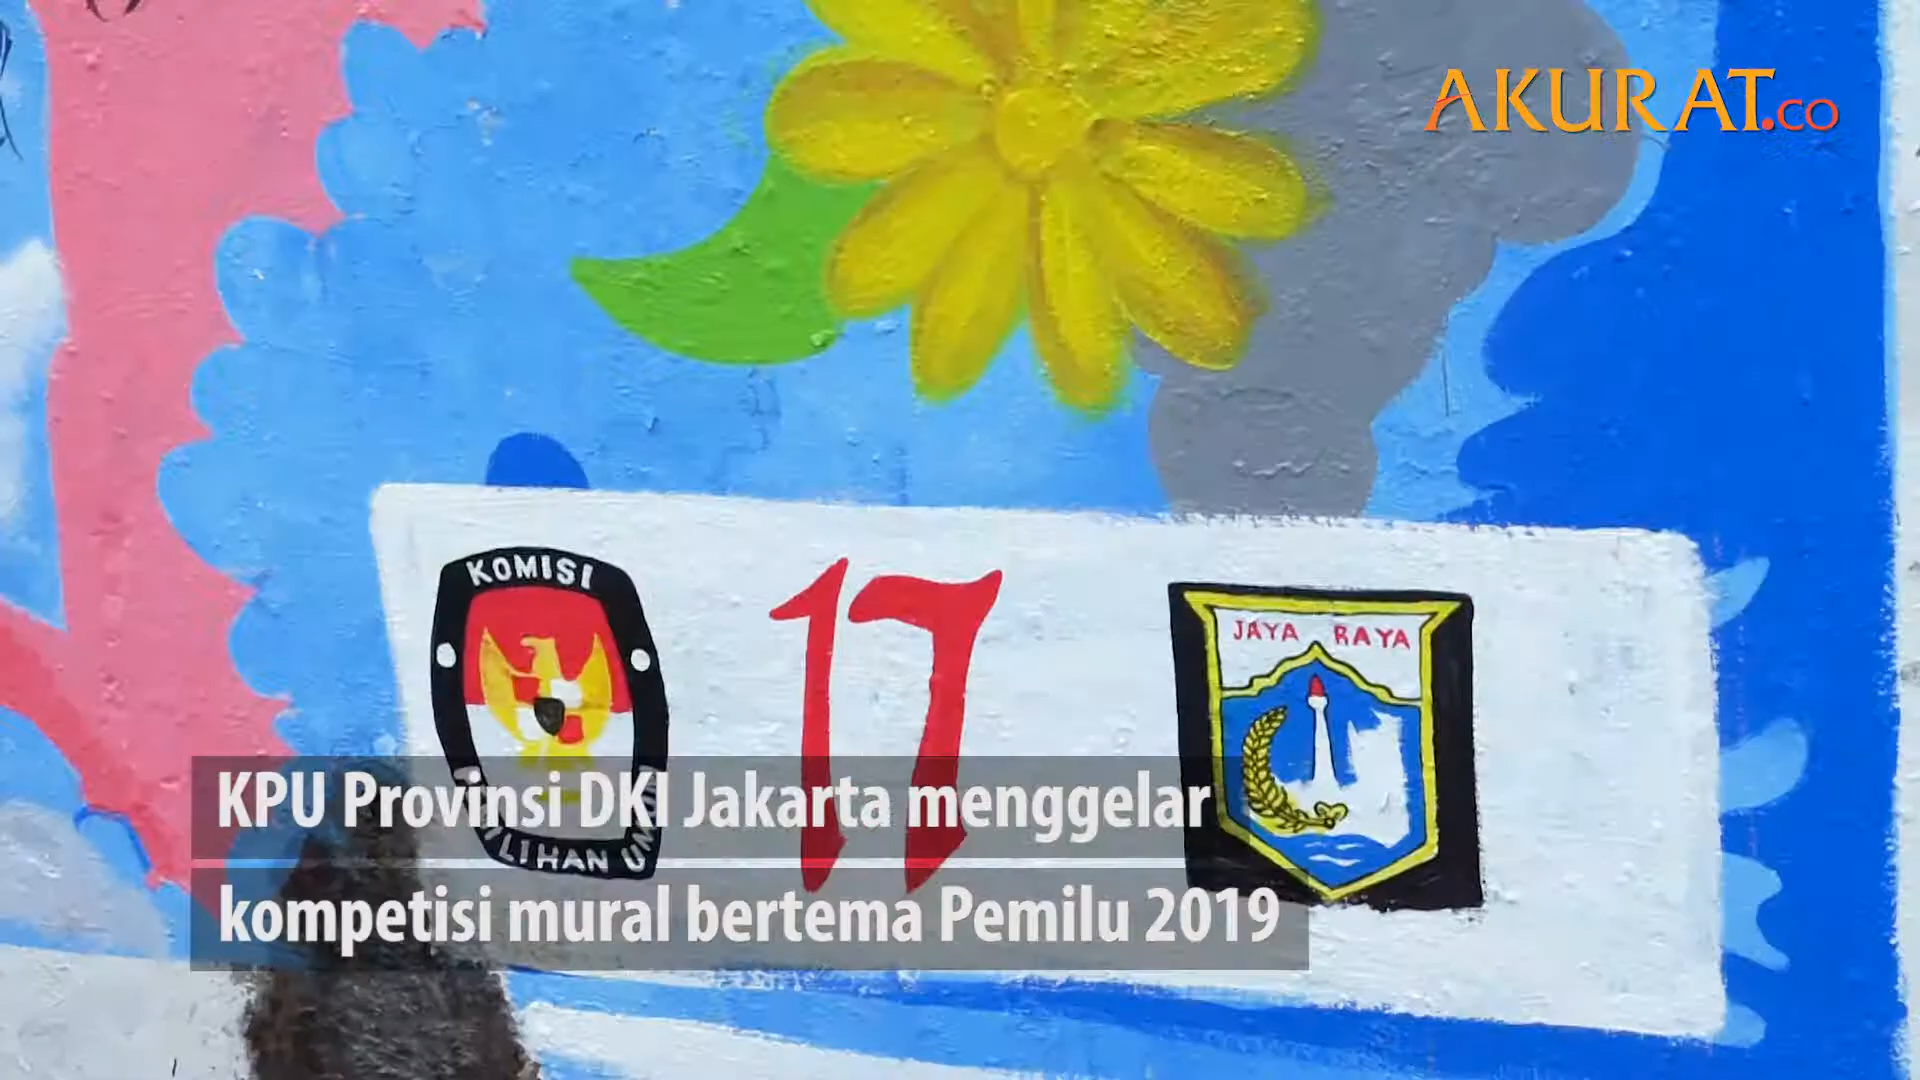 AKURAT.co
KOMISI
17
JAYA RAYA
KPU Provinsi DKI Jakarta menggelar
kompetisi mural bertema Pemilu 2019